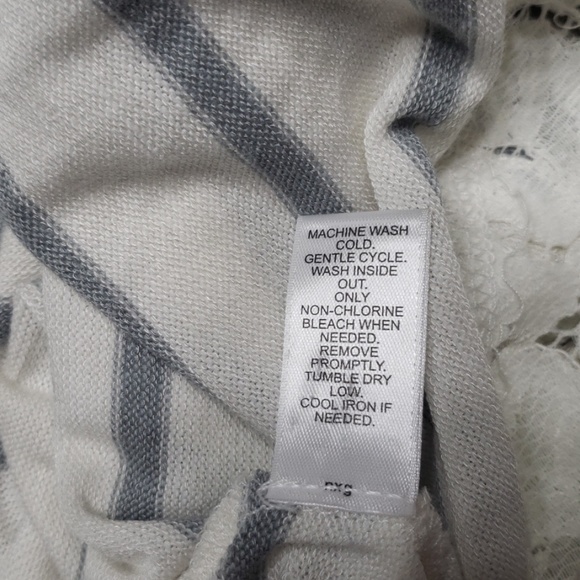 MACHINE WASH
COLD.
GENTLE CYCLE.
WASH INSIDE
OUT.
ONLY
NON-CHLORINE
BLEACH WHEN
NEEDED.
REMOVE
PROMPTLY.
TUMBLE DRY
LOW.
COOL IRON IF
NEEDED.